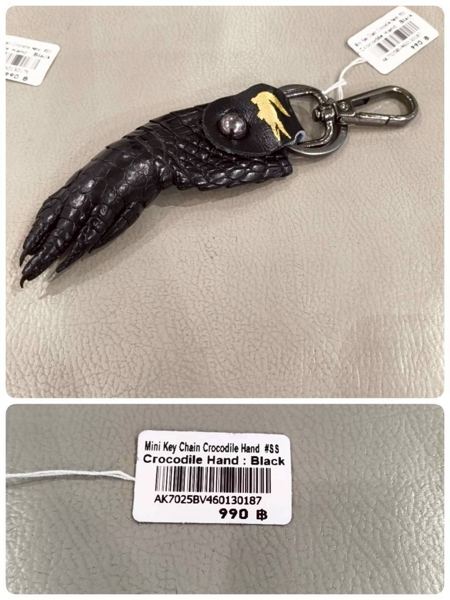 Mini Key Chain Crocodile Hand #SS
Crocodile Hand : Black
AK7025BV460130187
990 ฿